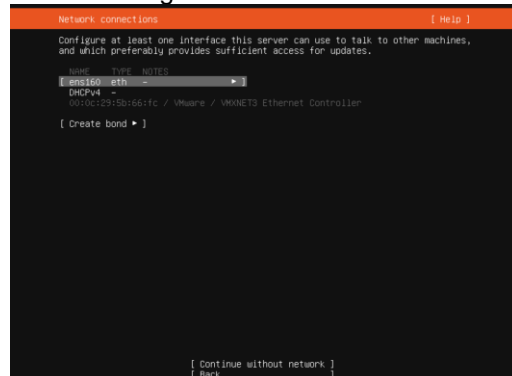 Network connections [ Help ]
Configure at least one interface this server can use to talk to other machines,
and which preferably provides sufficient access for updates.
NAME TYPE NOTES
[ ens160 eth - ▸ ]
DHCPv4 -
00:0c:29:5b:66:fc / VMware / VMXNET3 Ethernet Controller
[ Create bond ▸ ]
[ Continue without network ]
[ Back ]